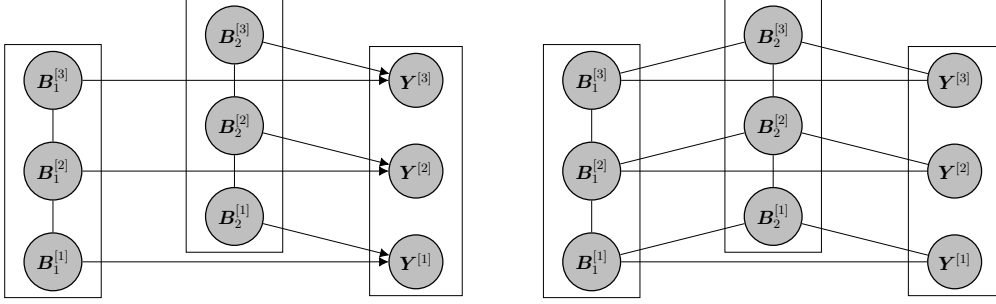 B_2^{[3]} B_2^{[3]}
B_1^{[3]} Y^{[3]} B_1^{[3]} Y^{[3]}
B_2^{[2]} B_2^{[2]}
B_1^{[2]} Y^{[2]} B_1^{[2]} Y^{[2]}
B_2^{[1]} B_2^{[1]}
B_1^{[1]} Y^{[1]} B_1^{[1]} Y^{[1]}